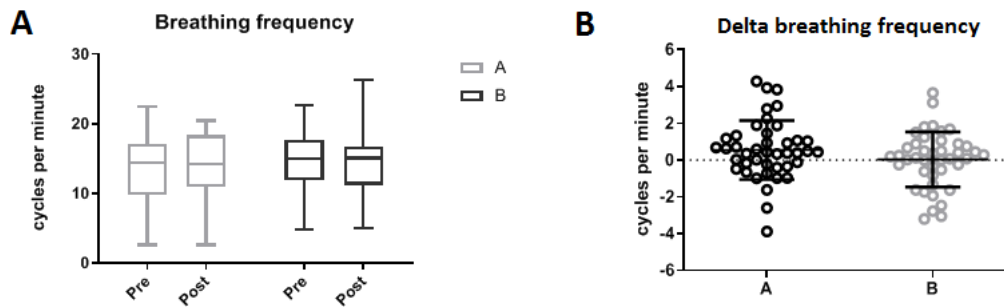 A
Breathing frequency
cycles per minute
30
20
10
0
Pre
Post
Pre
Post
A
B
B
Delta breathing frequency
cycles per minute
6
4
2
0
-2
-4
-6
A
B